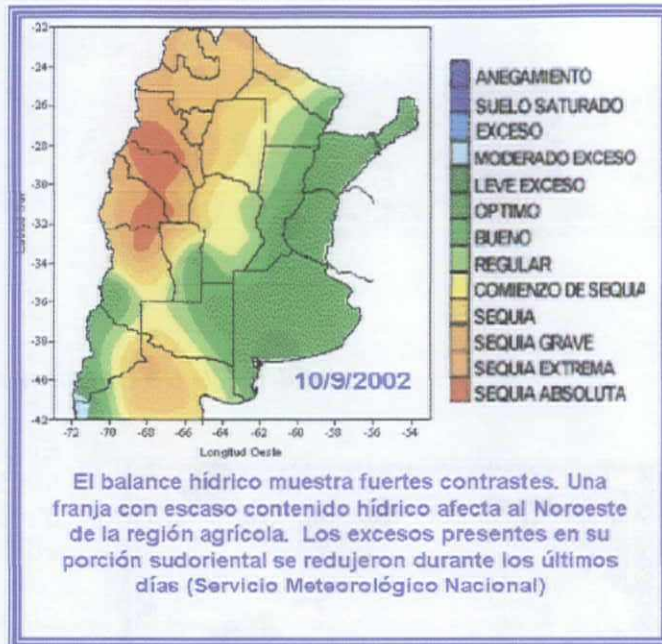 -22
-24
-26
-28
-30
-32
-34
-36
-38
-40
-42
-72 -70 -68 -66 -64 -62 -60 -58 -56 -54
Longitud Oeste
10/9/2002
ANEGAMIENTO
SUELO SATURADO
EXCESO
MODERADO EXCESO
LEVE EXCESO
OPTIMO
BUENO
REGULAR
COMIENZO DE SEQUIA
SEQUIA
SEQUIA GRAVE
SEQUIA EXTREMA
SEQUIA ABSOLUTA
El balance hídrico muestra fuertes contrastes. Una
franja con escaso contenido hídrico afecta al Noroeste
de la región agrícola. Los excesos presentes en su
porción sudoriental se redujeron durante los últimos
días (Servicio Meteorológico Nacional)